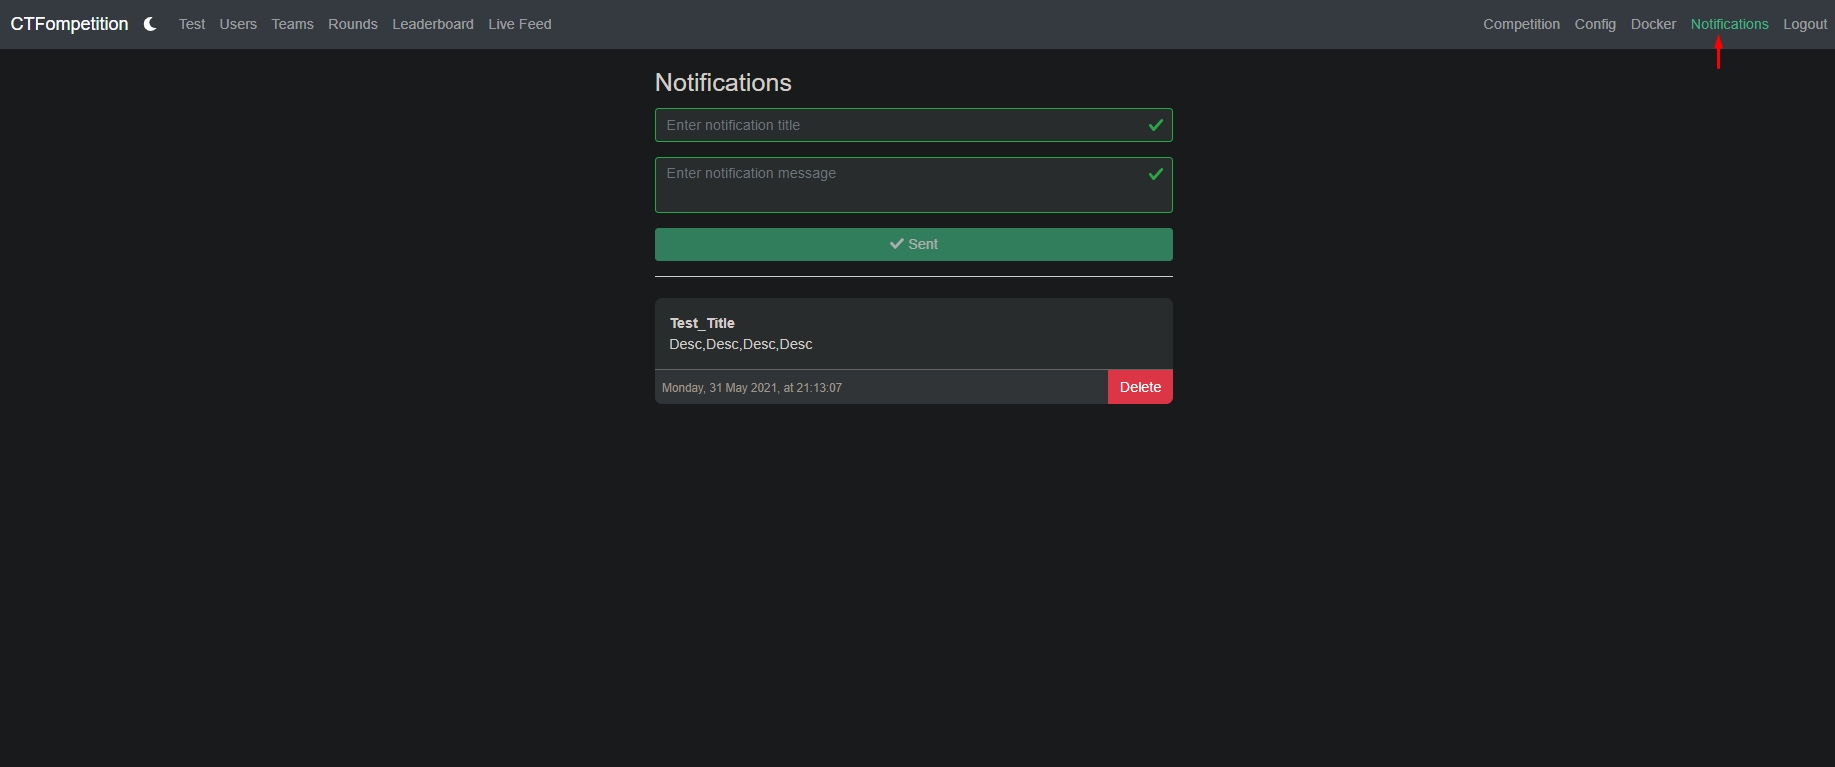 CTFompetition Test Users Teams Rounds Leaderboard Live Feed Competition Config Docker Notifications Logout
Notifications
Enter notification title
Enter notification message
Sent
Test_Title
Desc,Desc,Desc,Desc
Monday, 31 May 2021, at 21:13:07 Delete